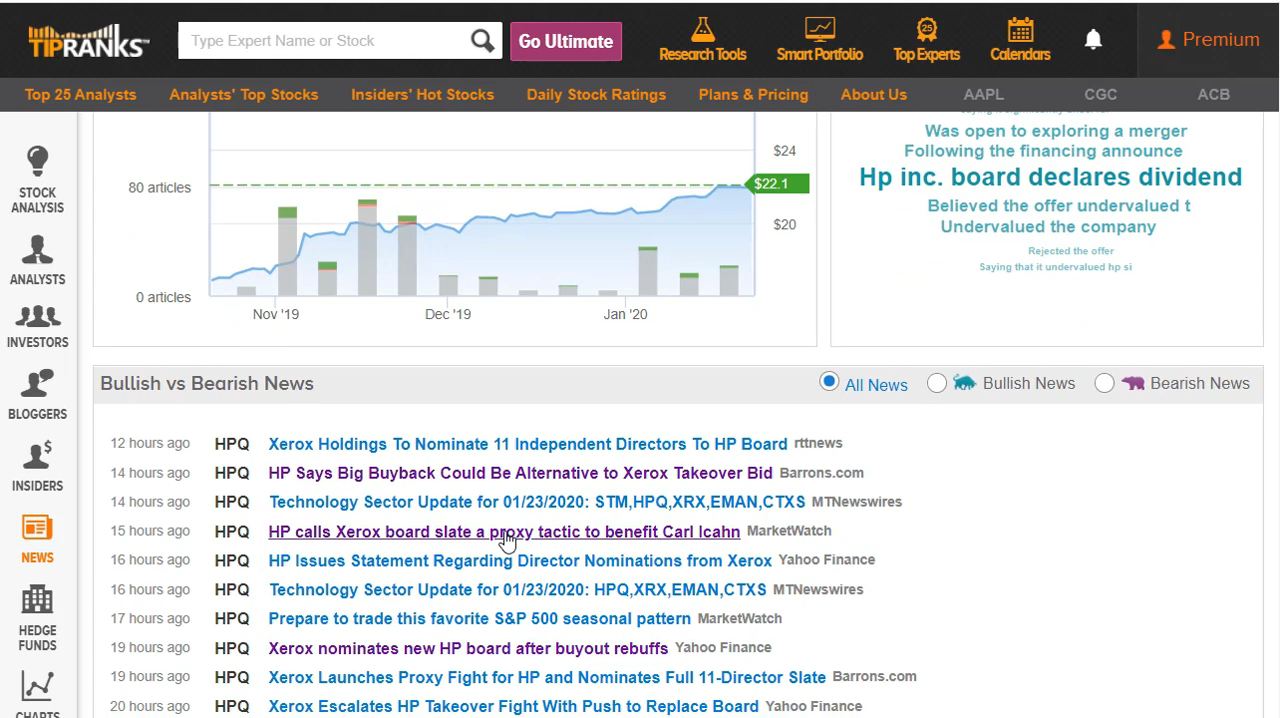 TIPRANKS
Type Expert Name or Stock
Go Ultimate
Research Tools
Smart Portfolio
25
Top Experts
Calendars
Premium
Top 25 Analysts
Analysts' Top Stocks
Insiders' Hot Stocks
Daily Stock Ratings
Plans & Pricing
About Us
AAPL
CGC
ACB
STOCK
ANALYSIS
ANALYSTS
INVESTORS
BLOGGERS
INSIDERS
NEWS
HEDGE
FUNDS
CHARTS
80 articles
0 articles
$24
$22.1
$20
Nov '19
Dec '19
Jan '20
Was open to exploring a merger
Following the financing announce
Hp inc. board declares dividend
Believed the offer undervalued t
Undervalued the company
Rejected the offer
Saying that it undervalued hp si
Bullish vs Bearish News
All News
Bullish News
Bearish News
12 hours ago HPQ Xerox Holdings To Nominate 11 Independent Directors To HP Board rttnews
14 hours ago HPQ HP Says Big Buyback Could Be Alternative to Xerox Takeover Bid Barrons.com
14 hours ago HPQ Technology Sector Update for 01/23/2020: STM,HPQ,XRX,EMAN,CTXS MTNewswires
15 hours ago HPQ HP calls Xerox board slate a proxy tactic to benefit Carl Icahn MarketWatch
16 hours ago HPQ HP Issues Statement Regarding Director Nominations from Xerox Yahoo Finance
16 hours ago HPQ Technology Sector Update for 01/23/2020: HPQ,XRX,EMAN,CTXS MTNewswires
17 hours ago HPQ Prepare to trade this favorite S&P 500 seasonal pattern MarketWatch
19 hours ago HPQ Xerox nominates new HP board after buyout rebuffs Yahoo Finance
19 hours ago HPQ Xerox Launches Proxy Fight for HP and Nominates Full 11-Director Slate Barrons.com
20 hours ago HPQ Xerox Escalates HP Takeover Fight With Push to Replace Board Yahoo Finance